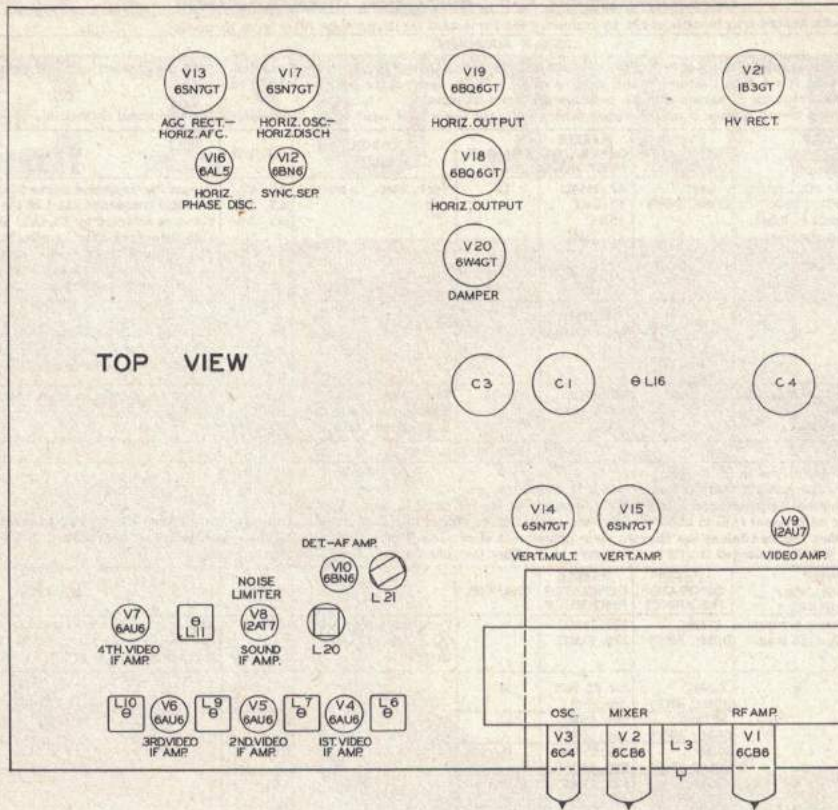 V13
6SN7GT
AGC RECT.—
HORIZ.AFC.
V17
6SN7GT
HORIZ.OSC—
HORIZ.DISCH
V19
6BQ6GT
HORIZ.OUTPUT
V21
1B3GT
HV RECT.
V16
6AL5
HORIZ.
PHASE DISC.
V12
6BN6
SYNC.SEP.
V18
6BQ6GT
HORIZ.OUTPUT
V20
6W4GT
DAMPER
TOP VIEW
C3
C1
L16
C4
V14
6SN7GT
VERT.MULT.
V15
6SN7GT
VERT.AMP.
V9
12AU7
VIDEO AMP.
DET.-AF AMP.
V10
6BN6
L21
V7
6AU6
4TH.VIDEO
IF AMP.
L11
NOISE
LIMITER
V8
12AT7
SOUND
IF AMP.
L20
L10
V6
6AU6
3RD.VIDEO
IF AMP.
L9
V5
6AU6
2ND.VIDEO
IF AMP.
L7
V4
6AU6
1ST.VIDEO
IF AMP.
L6
OSC.
V3
6C4
MIXER
V2
6CB6
L3
RF AMP.
V1
6CB6